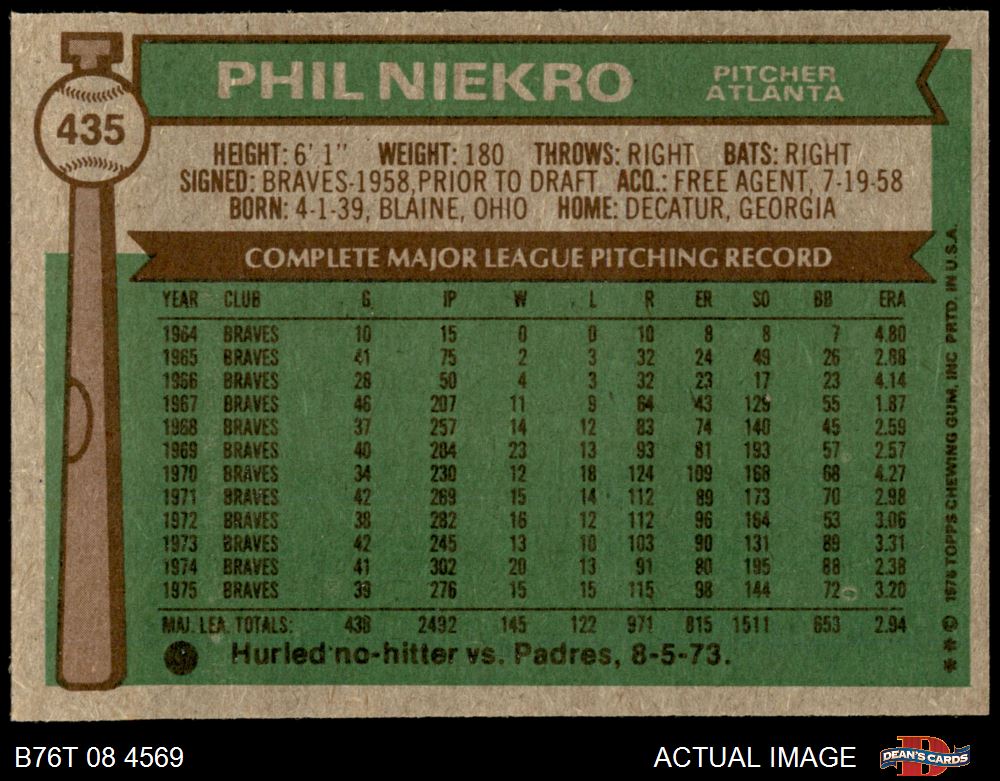 PHIL NIEKRO
PITCHER
ATLANTA
435
HEIGHT: 6' 1" WEIGHT: 180 THROWS: RIGHT BATS: RIGHT
SIGNED: BRAVES-1958, PRIOR TO DRAFT ACQ.: FREE AGENT, 7-19-58
BORN: 4-1-39, BLAINE, OHIO HOME: DECATUR, GEORGIA
COMPLETE MAJOR LEAGUE PITCHING RECORD
YEAR CLUB G IP W L R ER SO BB ERA
1964 BRAVES 10 15 0 0 10 8 8 7 4.80
1965 BRAVES 41 75 2 3 32 24 49 26 2.88
1966 BRAVES 28 50 4 3 32 23 17 23 4.14
1967 BRAVES 46 207 11 9 64 43 129 55 1.87
1968 BRAVES 37 257 14 12 83 74 140 45 2.59
1969 BRAVES 40 284 23 13 93 81 193 57 2.57
1970 BRAVES 34 230 12 18 124 109 168 68 4.27
1971 BRAVES 42 269 15 14 112 89 173 70 2.98
1972 BRAVES 38 282 16 12 112 96 164 53 3.06
1973 BRAVES 42 245 13 10 103 90 131 89 3.31
1974 BRAVES 41 302 20 13 91 80 195 88 2.38
1975 BRAVES 39 276 15 15 115 98 144 72 3.20
MAJ. LEA. TOTALS: 438 2492 145 122 971 815 1511 653 2.94
Hurled no-hitter vs. Padres, 8-5-73.
*** © 1976 TOPPS CHEWING GUM, INC PRTD. IN U.S.A.
B76T 08 4569
ACTUAL IMAGE
DEAN'S CARDS